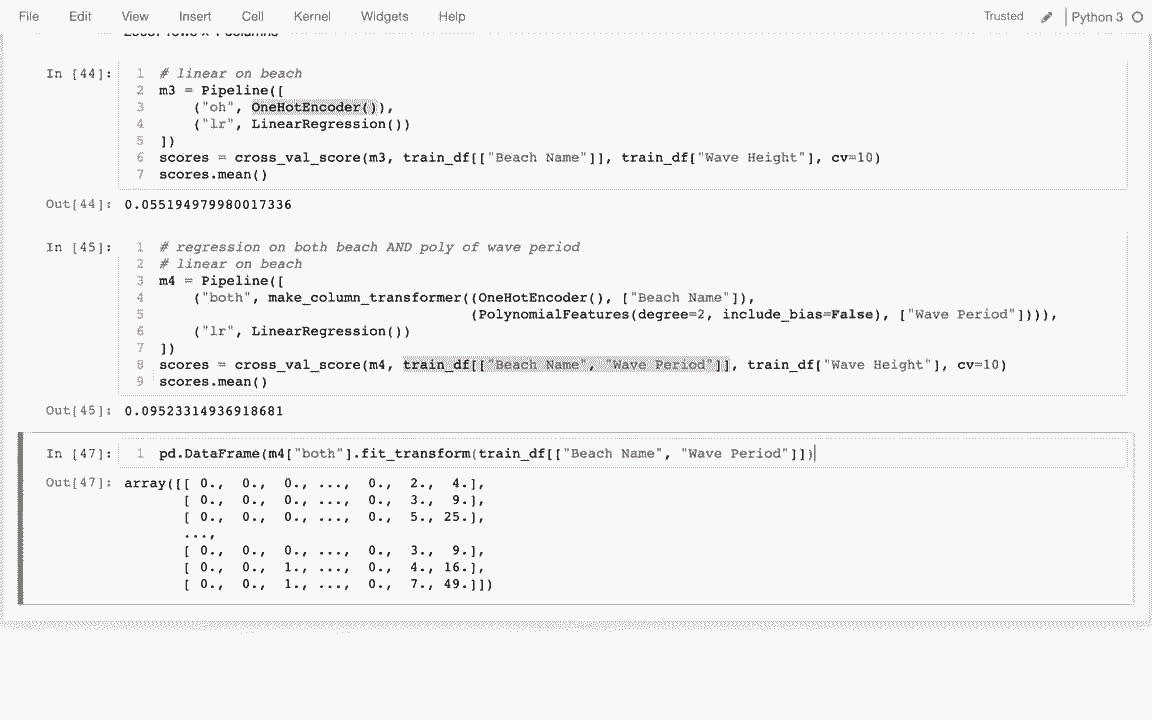 File Edit View Insert Cell Kernel Widgets Help Trusted Python 3
In [44]: 1 # linear on beach
2 m3 = Pipeline([
3 ("oh", OneHotEncoder()),
4 ("lr", LinearRegression())
5 ])
6 scores = cross_val_score(m3, train_df[["Beach Name"]], train_df["Wave Height"], cv=10)
7 scores.mean()
Out[44]: 0.055194979980017336
In [45]: 1 # regression on both beach AND poly of wave period
2 # linear on beach
3 m4 = Pipeline([
4 ("both", make_column_transformer((OneHotEncoder(), ["Beach Name"]),
5 (PolynomialFeatures(degree=2, include_bias=False), ["Wave Period"]))),
6 ("lr", LinearRegression())
7 ])
8 scores = cross_val_score(m4, train_df[["Beach Name", "Wave Period"]], train_df["Wave Height"], cv=10)
9 scores.mean()
Out[45]: 0.09523314936918681
In [47]: 1 pd.DataFrame(m4["both"].fit_transform(train_df[["Beach Name", "Wave Period"]])
Out[47]: array([[ 0., 0., 0., ..., 0., 2., 4.],
[ 0., 0., 0., ..., 0., 3., 9.],
[ 0., 0., 0., ..., 0., 5., 25.],
...,
[ 0., 0., 0., ..., 0., 3., 9.],
[ 0., 0., 1., ..., 0., 4., 16.],
[ 0., 0., 1., ..., 0., 7., 49.]])